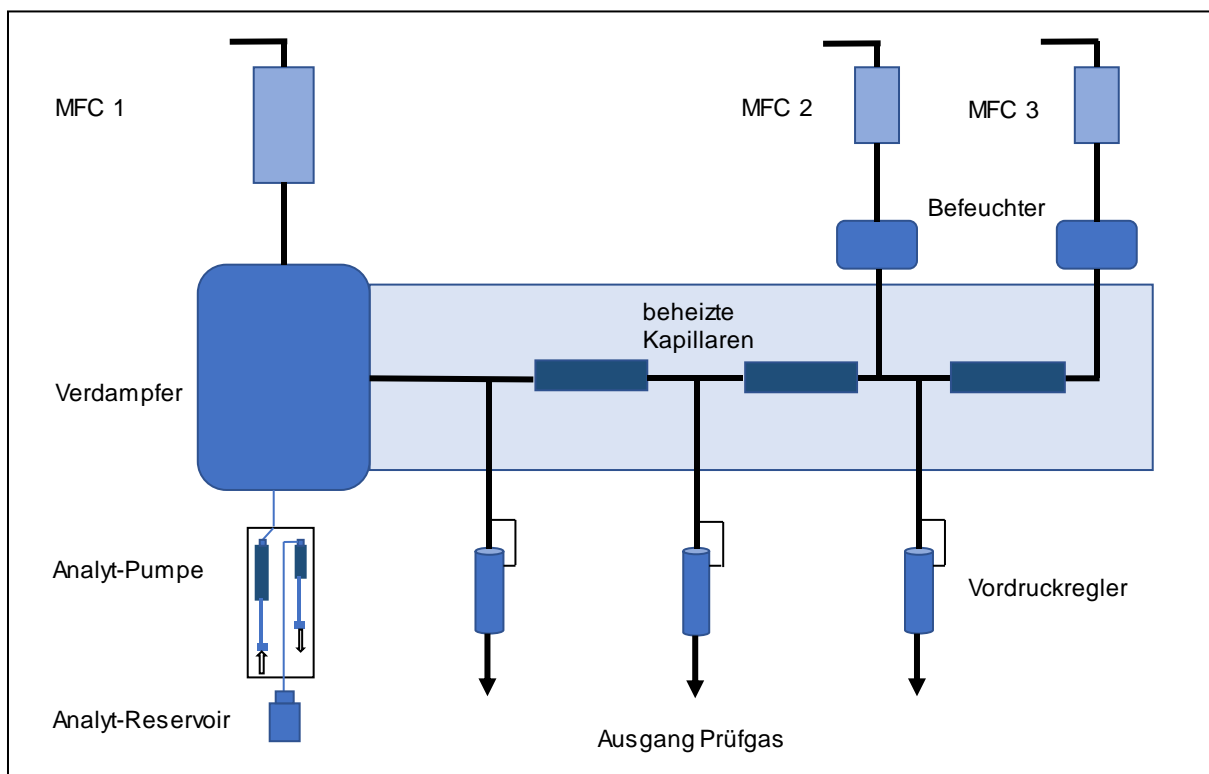 MFC 1
MFC 2
MFC 3
Befeuchter
beheizte
Kapillaren
Verdampfer
Analyt-Pumpe
Vordruckregler
Analyt-Reservoir
Ausgang Prüfgas